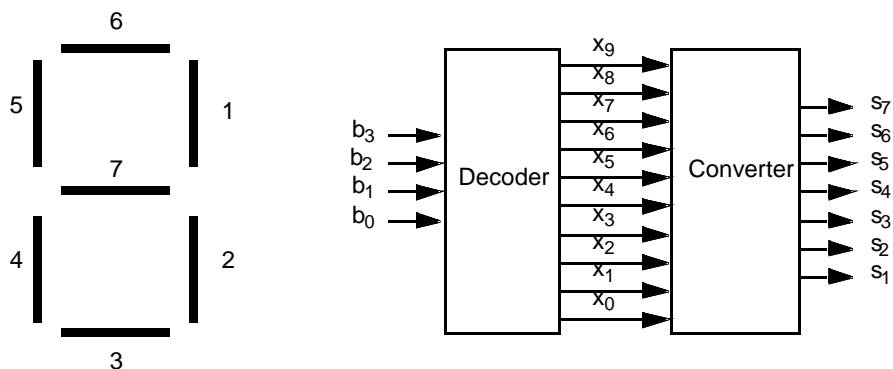 6
5
1
7
4
2
3
b3
b2
b1
b0
Decoder
x9
x8
x7
x6
x5
x4
x3
x2
x1
x0
Converter
s7
s6
s5
s4
s3
s2
s1